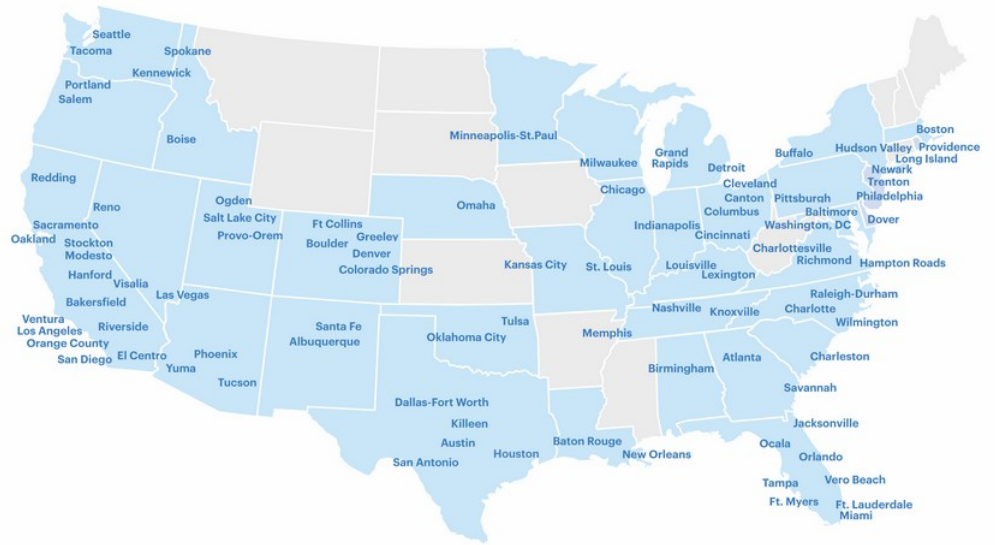 Seattle
Tacoma
Spokane
Kennewick
Portland
Salem
Boise
Minneapolis-St.Paul
Milwaukee
Grand
Rapids
Detroit
Buffalo
Hudson Valley
Boston
Providence
Long Island
Newark
Trenton
Philadelphia
Redding
Reno
Sacramento
Oakland
Stockton
Modesto
Hanford
Visalia
Bakersfield
Las Vegas
Ventura
Los Angeles
Orange County
Riverside
San Diego
El Centro
Ogden
Salt Lake City
Provo-Orem
Ft Collins
Greeley
Boulder
Denver
Colorado Springs
Omaha
Chicago
Cleveland
Canton
Columbus
Pittsburgh
Indianapolis
Cincinnati
Baltimore
Washington, DC
Dover
Kansas City
St. Louis
Louisville
Lexington
Charlottesville
Richmond
Hampton Roads
Phoenix
Yuma
Tucson
Santa Fe
Albuquerque
Tulsa
Oklahoma City
Memphis
Nashville
Knoxville
Raleigh-Durham
Charlotte
Wilmington
Birmingham
Atlanta
Charleston
Savannah
Dallas-Fort Worth
Killeen
Austin
San Antonio
Houston
Baton Rouge
New Orleans
Jacksonville
Ocala
Orlando
Tampa
Vero Beach
Ft. Myers
Ft. Lauderdale
Miami